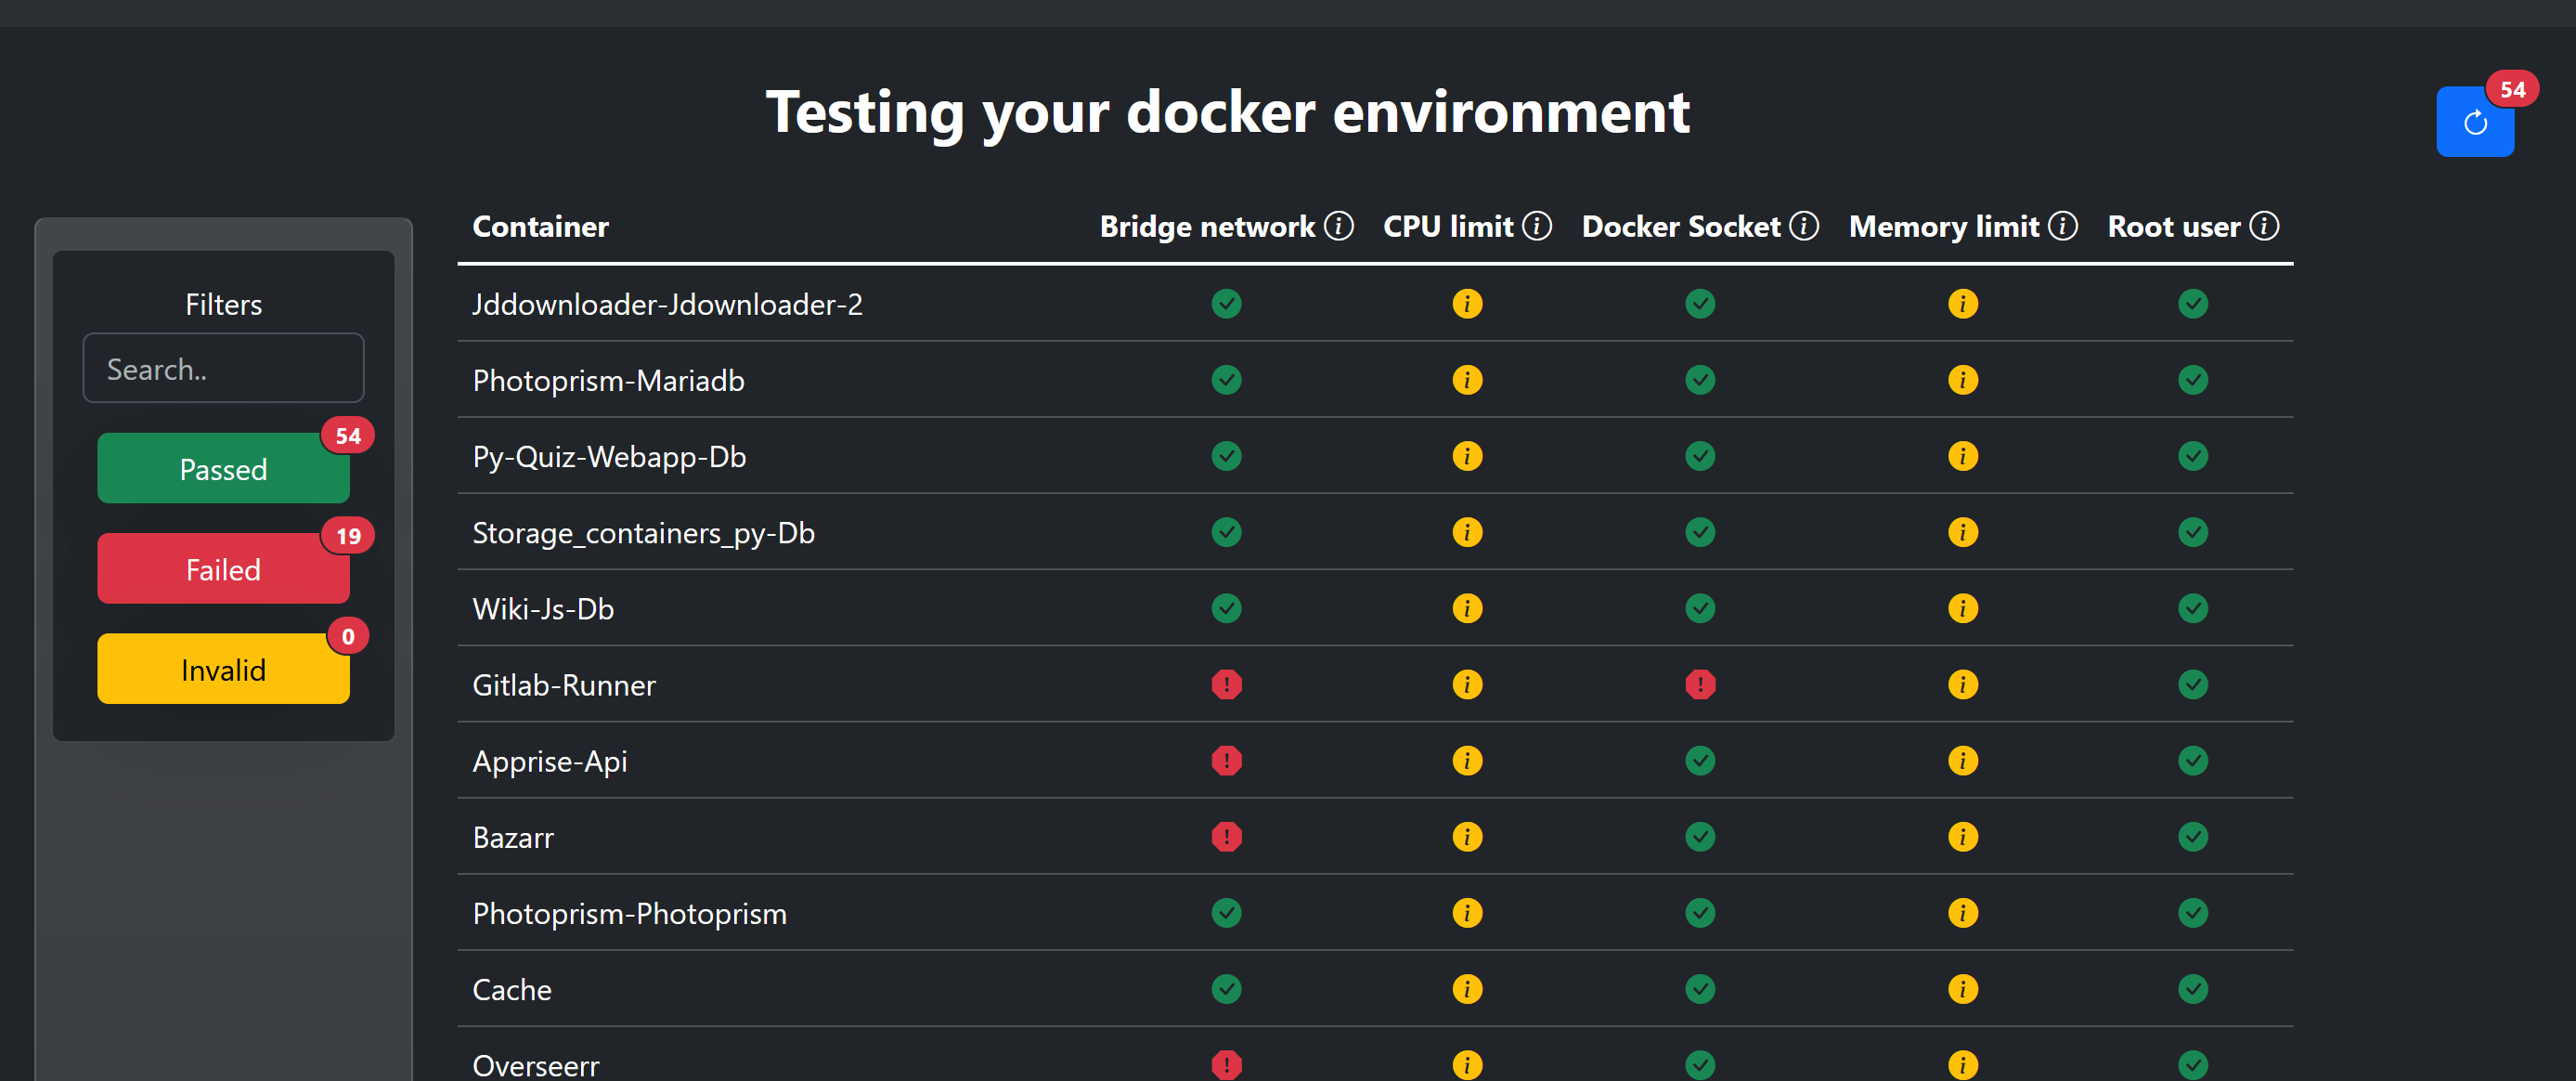 Testing your docker environment
54
Filters
Search..
Passed
54
Failed
19
Invalid
0
Container Bridge network CPU limit Docker Socket Memory limit Root user
Jddownloader-Jdownloader-2
Photoprism-Mariadb
Py-Quiz-Webapp-Db
Storage_containers_py-Db
Wiki-Js-Db
Gitlab-Runner
Apprise-Api
Bazarr
Photoprism-Photoprism
Cache
Overseerr